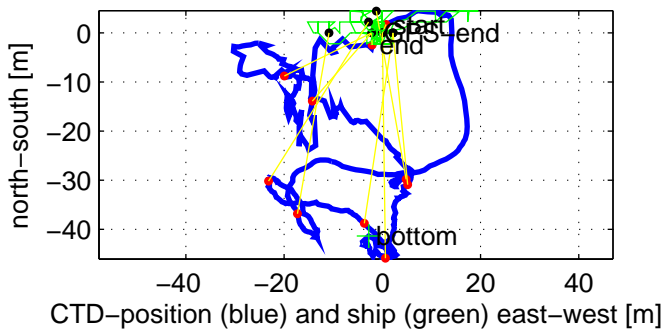 0
−10
−20
−30
−40
north−south [m]
start
GPS−end
end
bottom
−40
−20
0
20
40
CTD−position (blue) and ship (green) east−west [m]